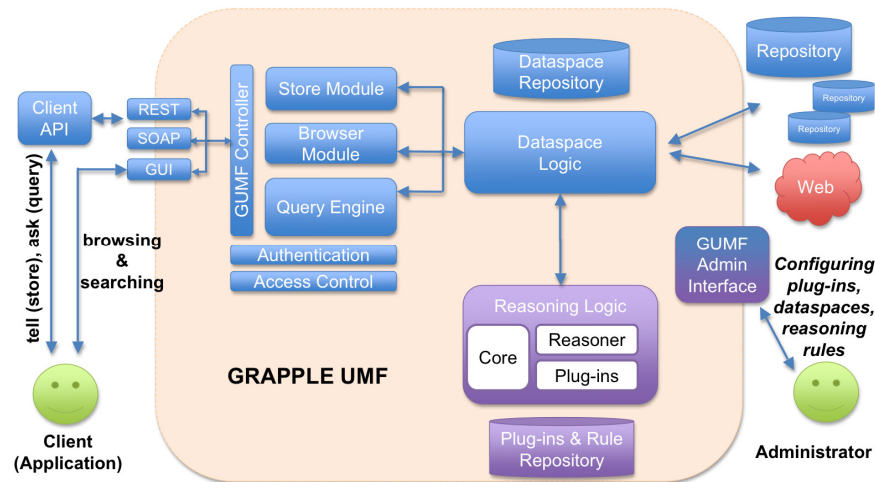 Client
API
REST
SOAP
GUI
GUMF Controller
Store Module
Browser
Module
Query Engine
Authentication
Access Control
Dataspace
Repository
Dataspace
Logic
Repository
Repository
Repository
Web
GUMF
Admin
Interface
Configuring
plug-ins,
dataspaces,
reasoning
rules
tell (store), ask (query)
browsing
&
searching
Reasoning Logic
Core
Reasoner
Plug-ins
GRAPPLE UMF
Plug-ins & Rule
Repository
Client
(Application)
Administrator